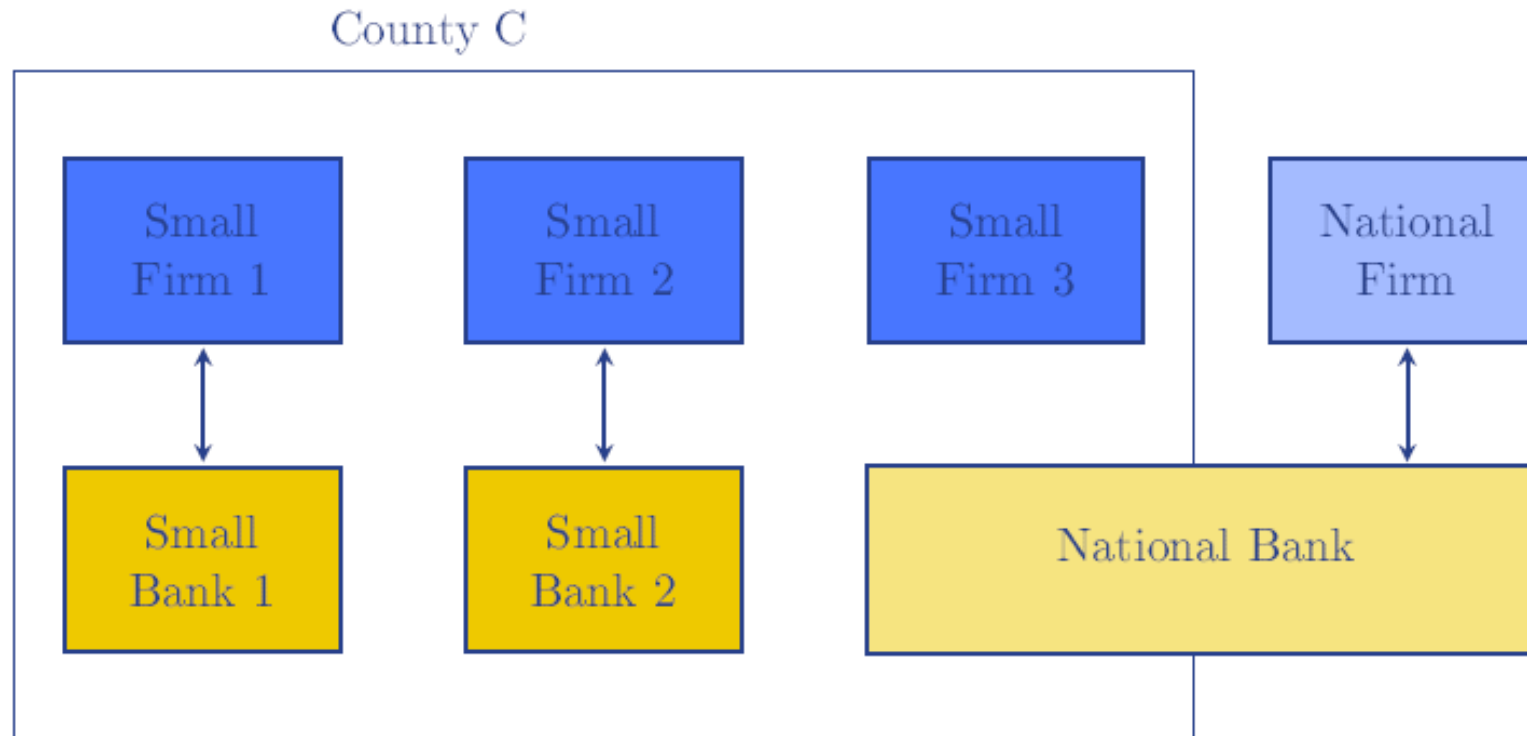 County C
Small
Firm 1
Small
Firm 2
Small
Firm 3
National
Firm
Small
Bank 1
Small
Bank 2
National Bank